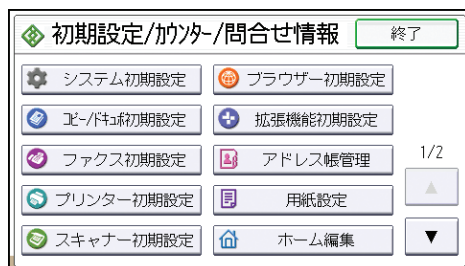 初期設定/ｶｳﾝﾀｰ/問合せ情報 終了
システム初期設定 ブラウザー初期設定
ｺﾋﾟｰ/ﾄﾞｷｭﾎﾞ初期設定 拡張機能初期設定
ファクス初期設定 アドレス帳管理 1/2
プリンター初期設定 用紙設定 ▲
スキャナー初期設定 ホーム編集 ▼